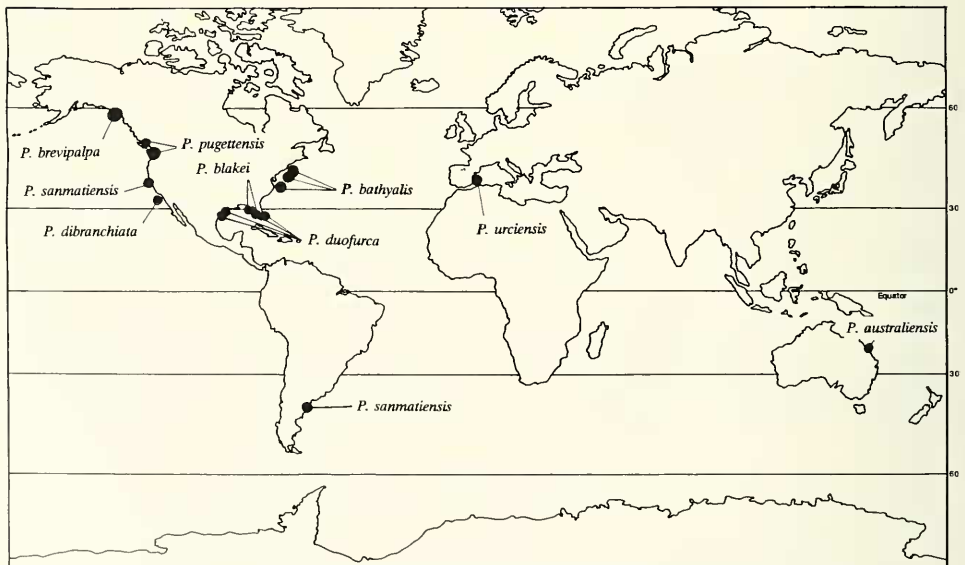 60
P. brevipalpa
P. pugettensis
P. blakei
P. sanmatiensis
P. bathyalis
P. dibranchiata
P. urciensis
30
P. duofurca
0°
Equator
P. australiensis
30
P. sanmatiensis
60